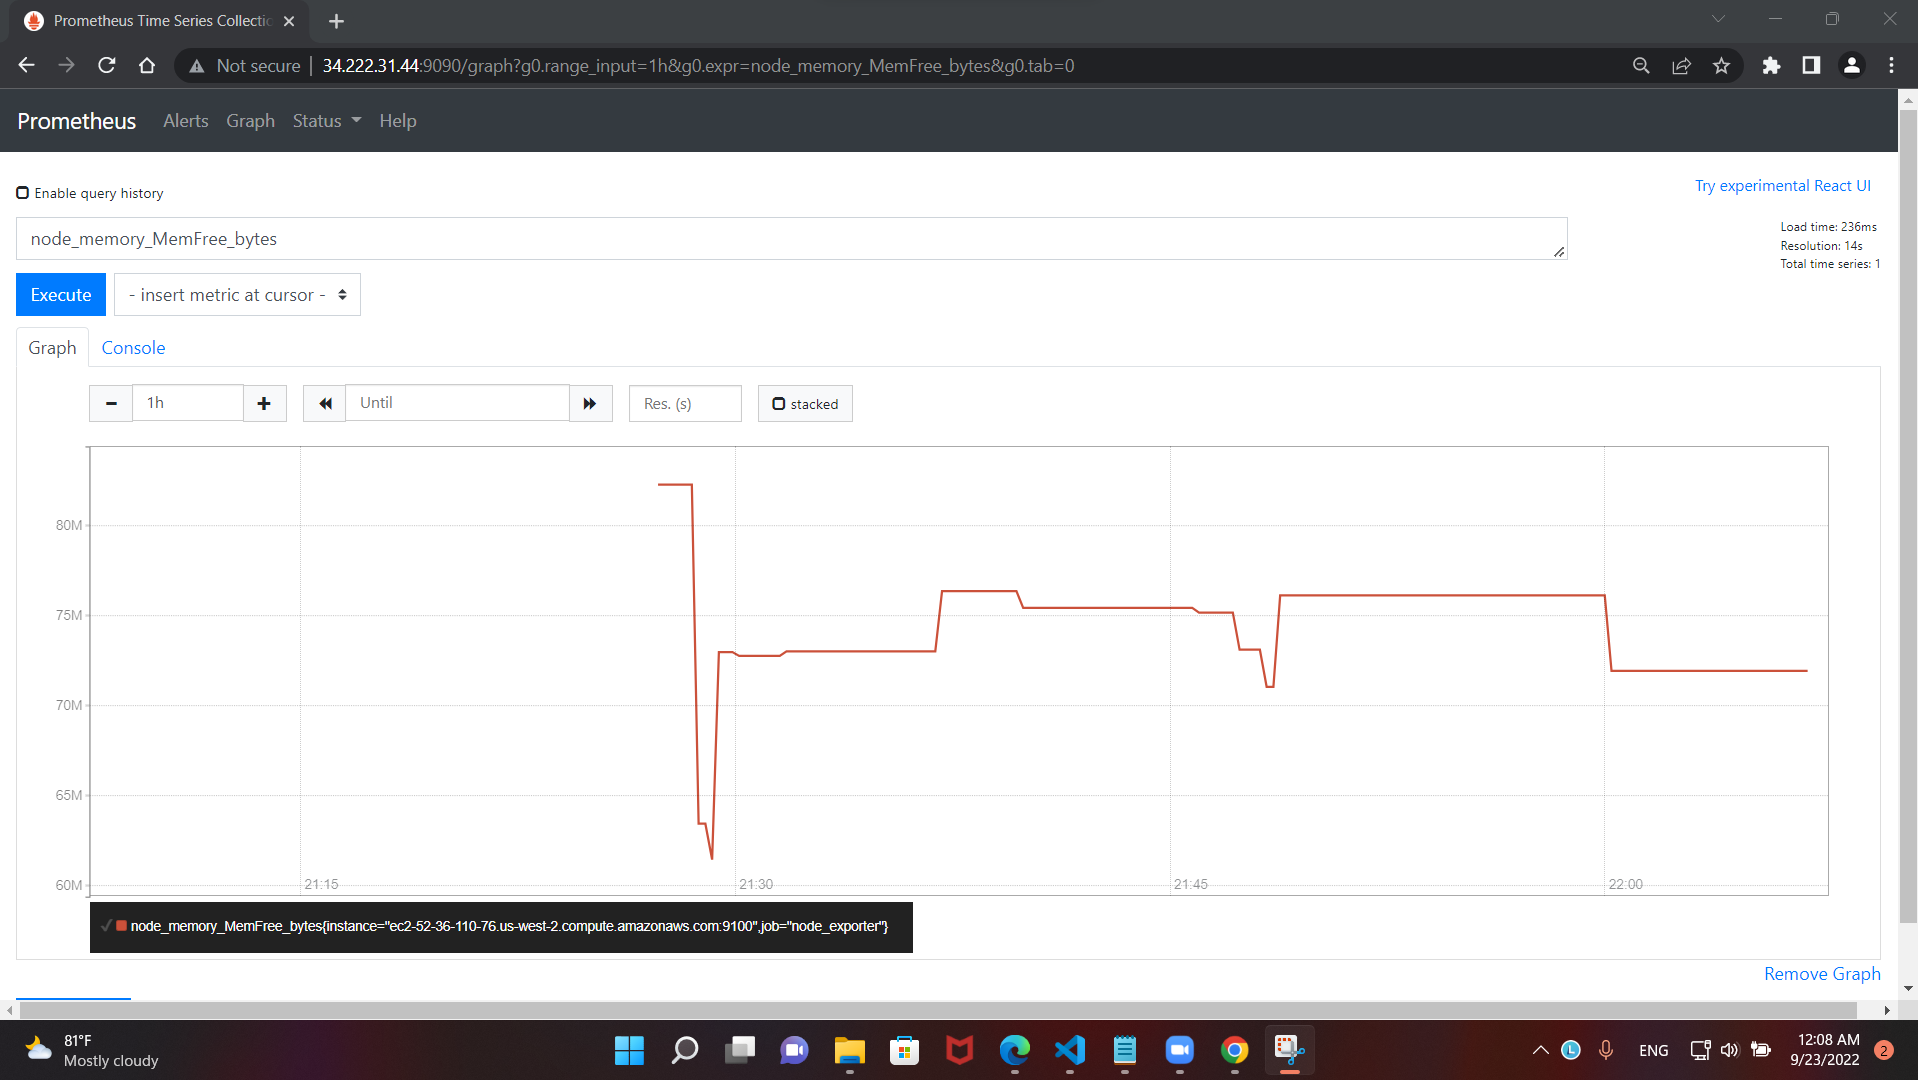 Prometheus Time Series Collectio
Not secure | 34.222.31.44:9090/graph?g0.range_input=1h&g0.expr=node_memory_MemFree_bytes&g0.tab=0
Prometheus Alerts Graph Status Help
Enable query history
Try experimental React UI
node_memory_MemFree_bytes
Load time: 236ms
Resolution: 14s
Total time series: 1
Execute
- insert metric at cursor -
Graph Console
1h
Until
Res. (s)
stacked
80M
75M
70M
65M
60M
21:15
21:30
21:45
22:00
node_memory_MemFree_bytes{instance="ec2-52-36-110-76.us-west-2.compute.amazonaws.com:9100",job="node_exporter"}
Remove Graph
81°F
Mostly cloudy
L
ENG
12:08 AM
9/23/2022
2